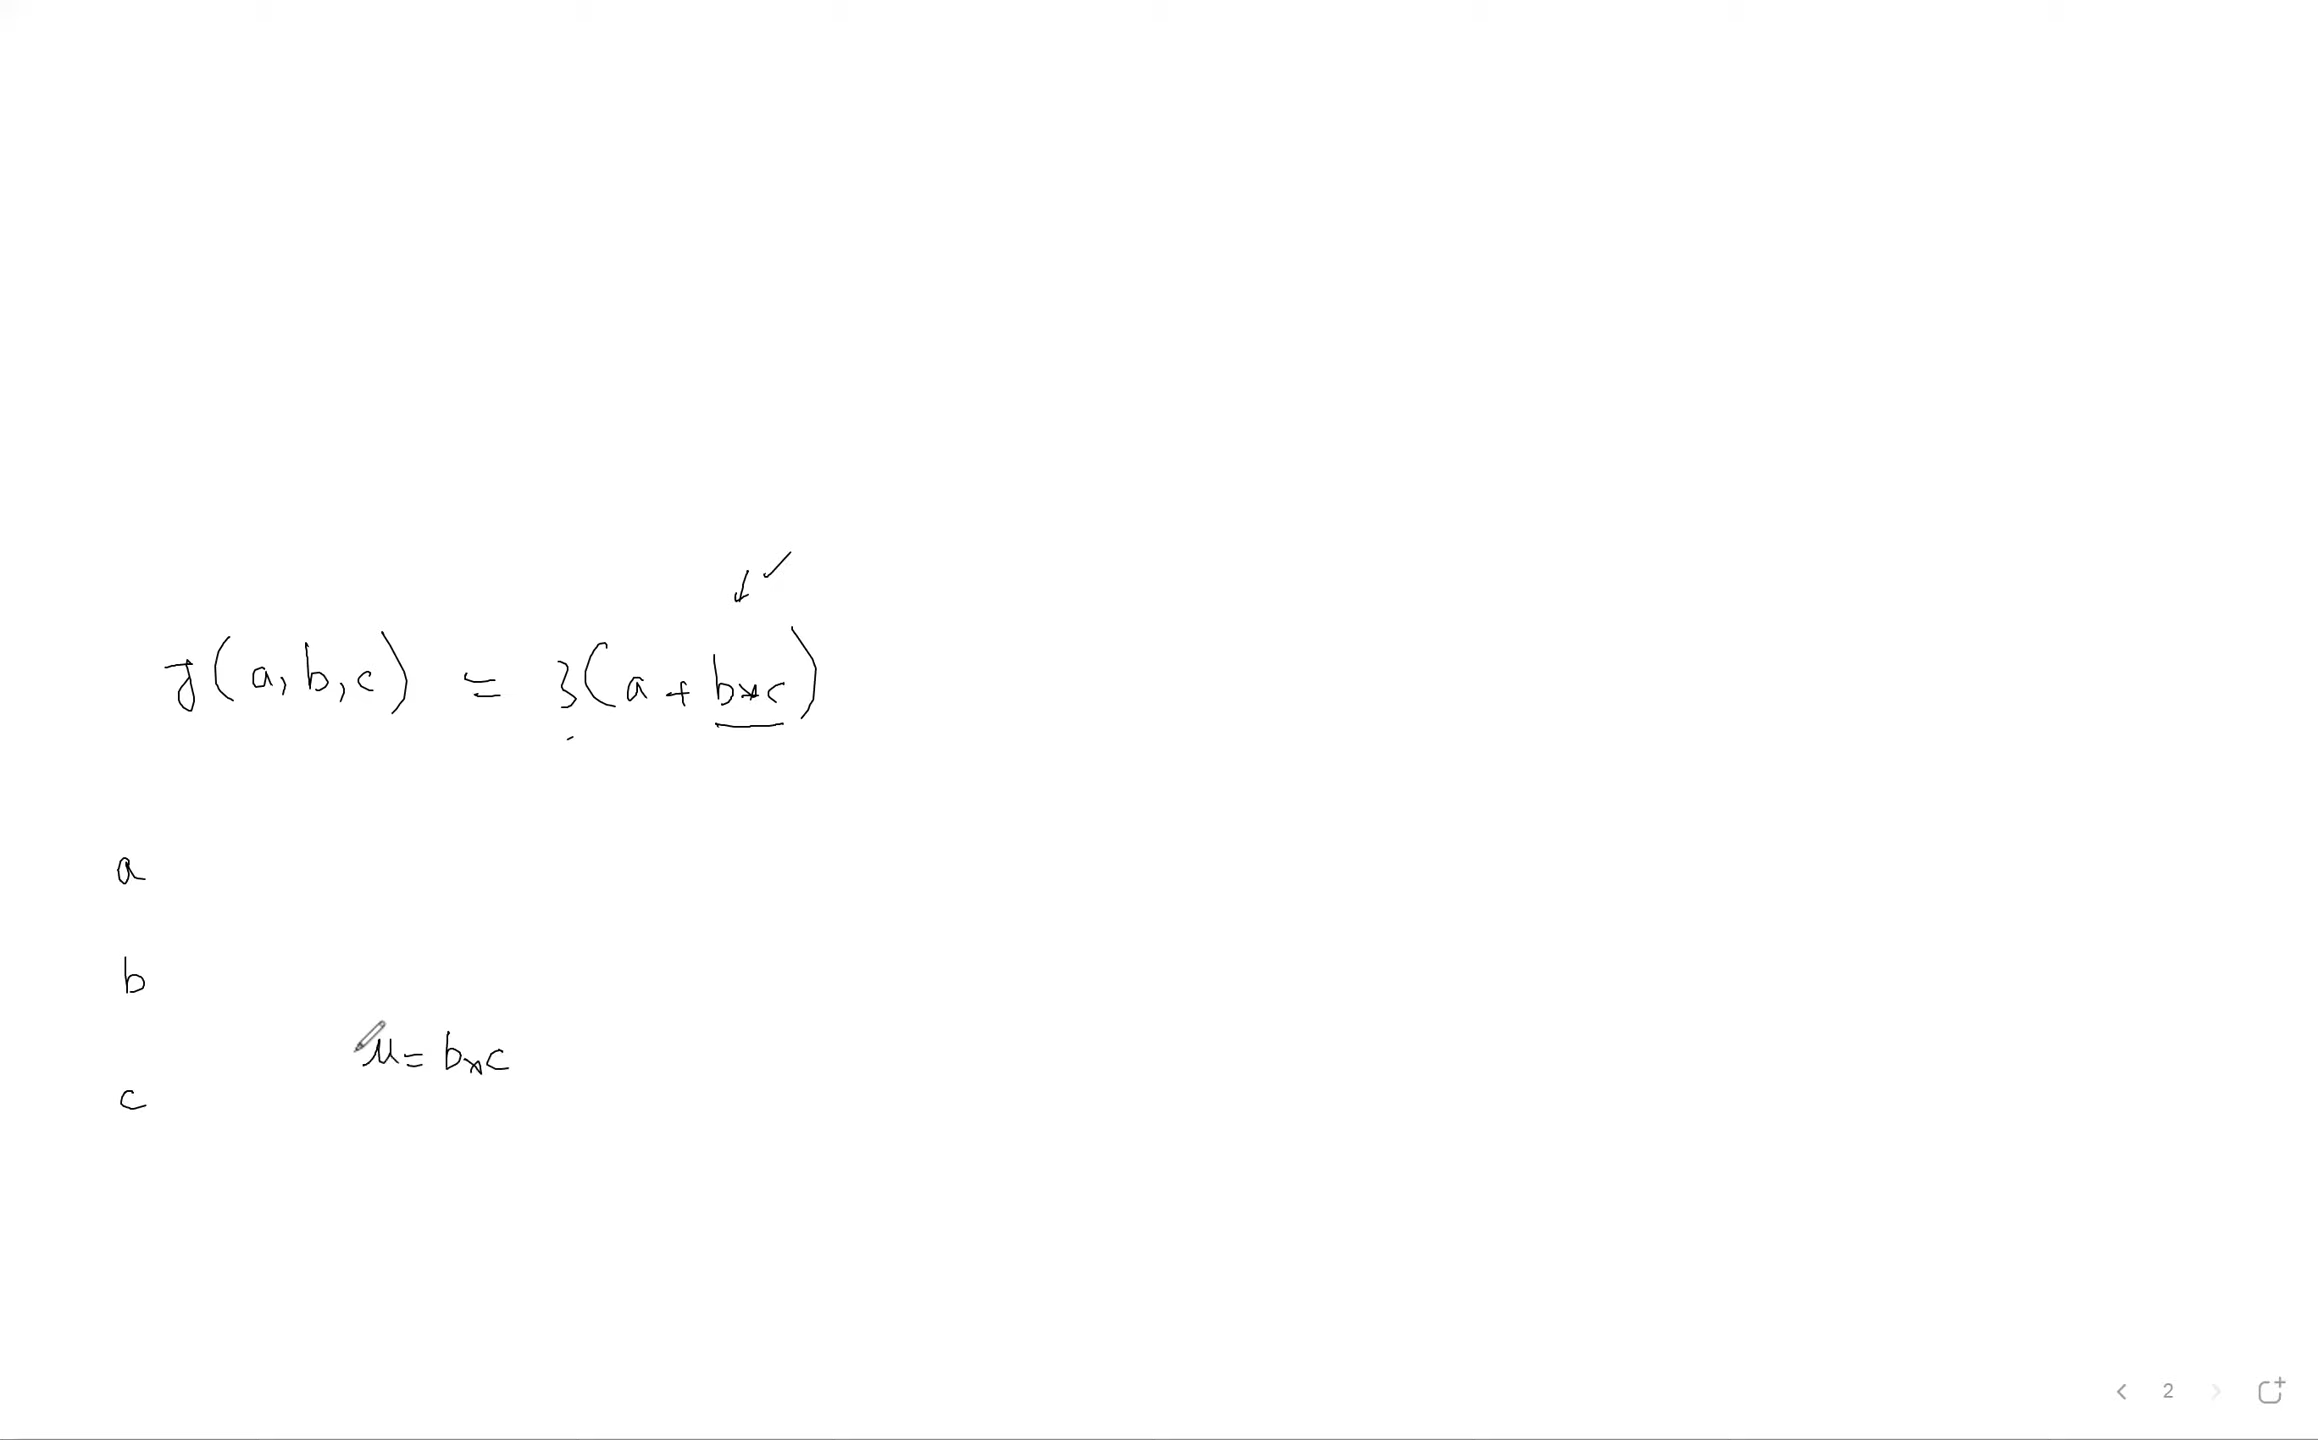 J(a,b,c) = 3(a + b*c)
a
b
u = b*c
c
2